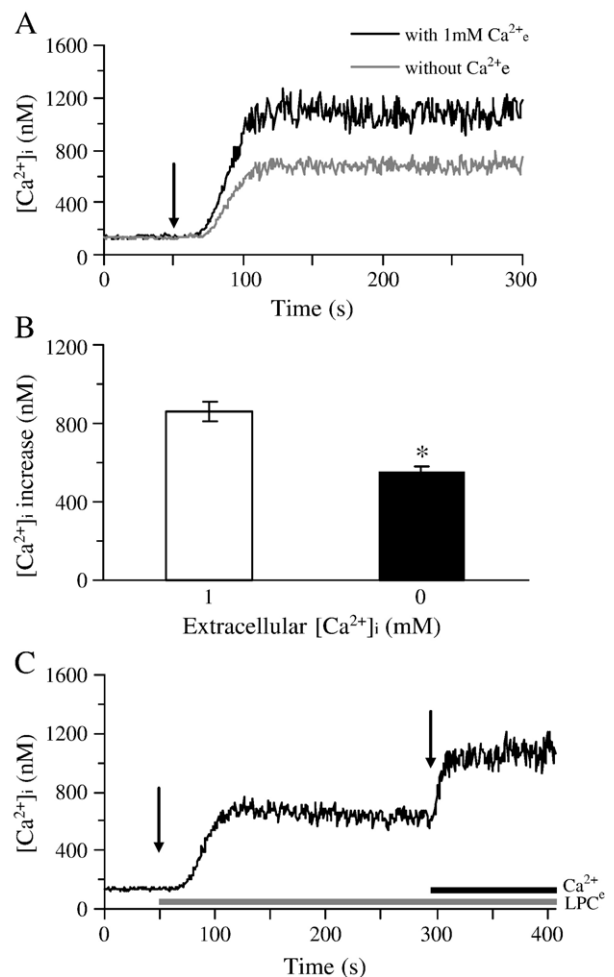 A
with 1mM Ca²⁺e
without Ca²⁺e
[Ca²⁺]i (nM)
1600
1200
800
400
0
0 100 200 300
Time (s)
B
[Ca²⁺]i increase (nM)
1200
800
400
0
*
1 0
Extracellular [Ca²⁺]i (mM)
C
[Ca²⁺]i (nM)
1600
1200
800
400
0
Ca²⁺e
LPC
0 100 200 300 400
Time (s)